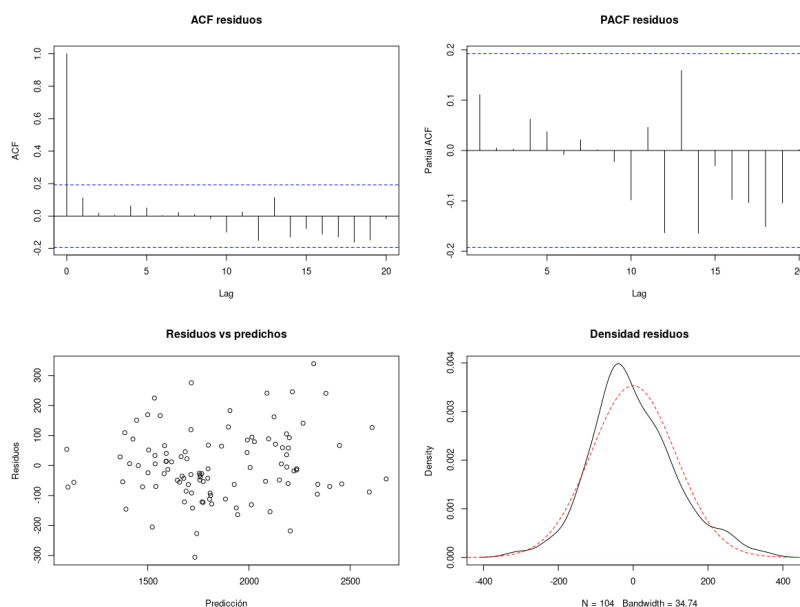 ACF residuos
ACF
1.0
0.8
0.6
0.4
0.2
0.0
-0.2
0 5 10 15 20
Lag
PACF residuos
Partial ACF
0.2
0.1
0.0
-0.1
-0.2
5 10 15 20
Lag
Residuos vs predichos
Residuos
300
200
100
0
-100
-200
-300
1500 2000 2500
Predicción
Densidad residuos
Density
0.004
0.003
0.002
0.001
0.000
-400 -200 0 200 400
N = 104 Bandwidth = 34.74